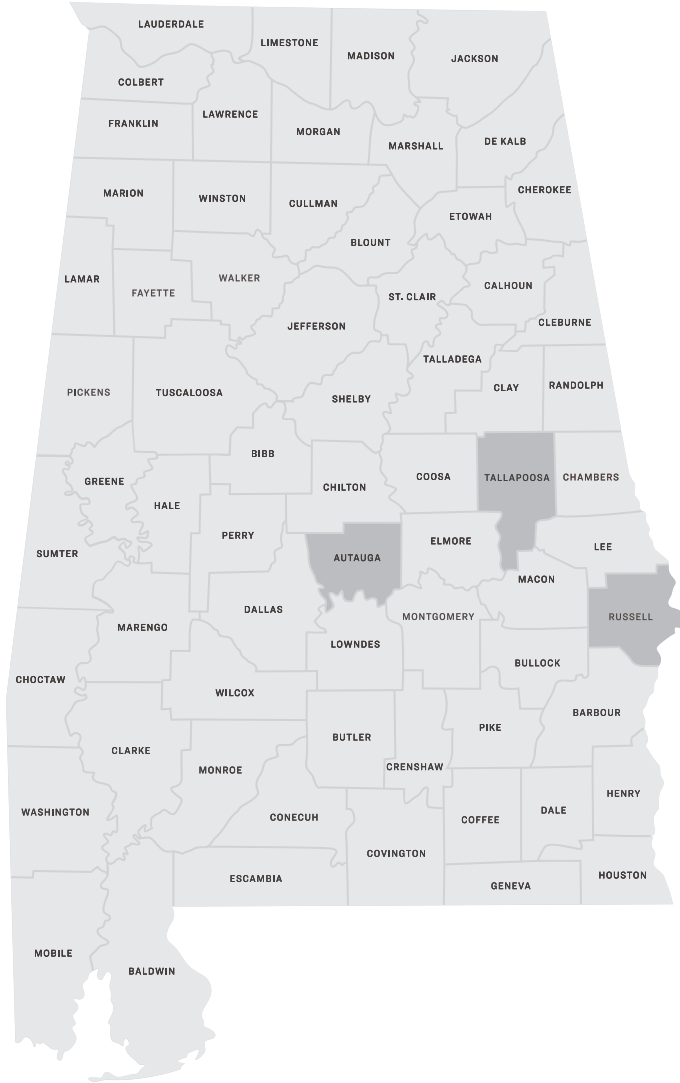 LAUDERDALE
LIMESTONE
MADISON
JACKSON
COLBERT
LAWRENCE
FRANKLIN
MORGAN
MARSHALL
DE KALB
MARION
WINSTON
CULLMAN
CHEROKEE
ETOWAH
BLOUNT
LAMAR
FAYETTE
WALKER
ST. CLAIR
CALHOUN
JEFFERSON
CLEBURNE
TALLADEGA
PICKENS
TUSCALOOSA
SHELBY
CLAY
RANDOLPH
BIBB
GREENE
HALE
CHILTON
COOSA
TALLAPOOSA
CHAMBERS
PERRY
SUMTER
AUTAUGA
ELMORE
LEE
MACON
DALLAS
MONTGOMERY
RUSSELL
MARENGO
LOWNDES
BULLOCK
CHOCTAW
WILCOX
BARBOUR
CLARKE
BUTLER
PIKE
MONROE
CRENSHAW
HENRY
WASHINGTON
CONECUH
COFFEE
DALE
COVINGTON
ESCAMBIA
GENEVA
HOUSTON
MOBILE
BALDWIN